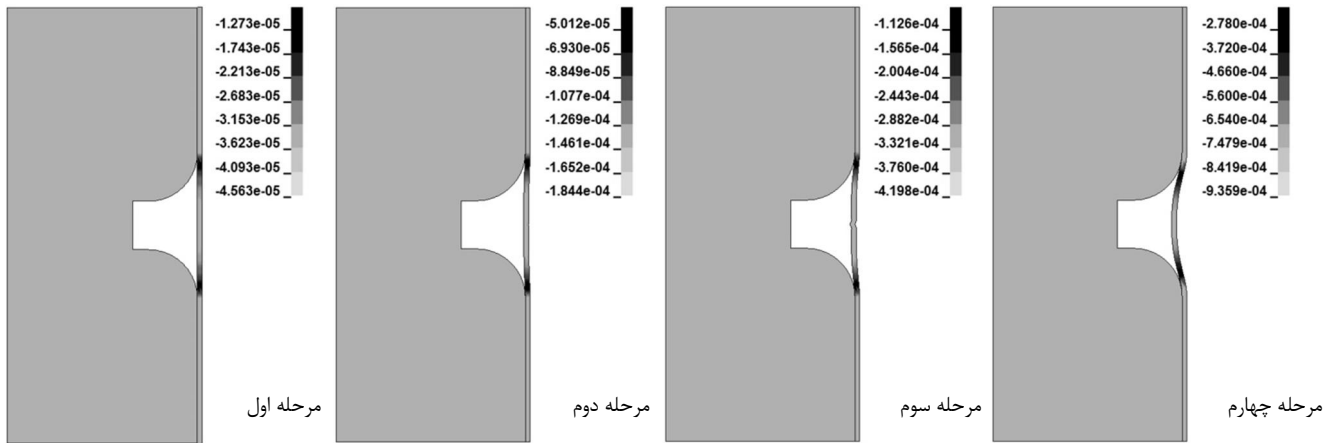 -1.273e-05
-1.743e-05
-2.213e-05
-2.683e-05
-3.153e-05
-3.623e-05
-4.093e-05
-4.563e-05
مرحله اول
-5.012e-05
-6.930e-05
-8.849e-05
-1.077e-04
-1.269e-04
-1.461e-04
-1.652e-04
-1.844e-04
مرحله دوم
-1.126e-04
-1.565e-04
-2.004e-04
-2.443e-04
-2.882e-04
-3.321e-04
-3.760e-04
-4.198e-04
مرحله سوم
-2.780e-04
-3.720e-04
-4.660e-04
-5.600e-04
-6.540e-04
-7.479e-04
-8.419e-04
-9.359e-04
مرحله چهارم